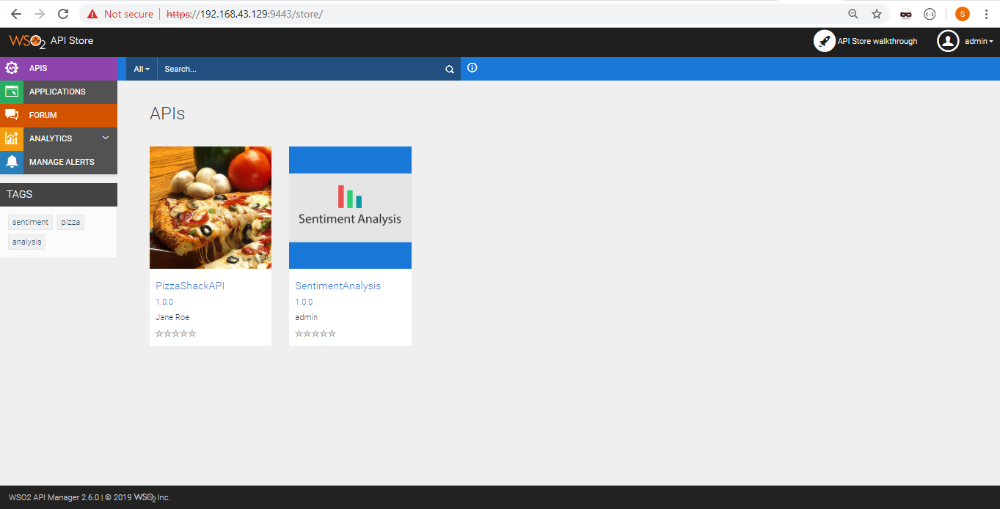 Not secure | https://192.168.43.129:9443/store/
S
WSO2 API Store
API Store walkthrough
admin
APIS
All
Search...
APPLICATIONS
FORUM
ANALYTICS
MANAGE ALERTS
TAGS
sentiment pizza
analysis
APIs
Sentiment Analysis
PizzaShackAPI
1.0.0
Jane Roe
SentimentAnalysis
1.0.0
admin
WSO2 API Manager 2.6.0 | © 2019 WSO2 Inc.